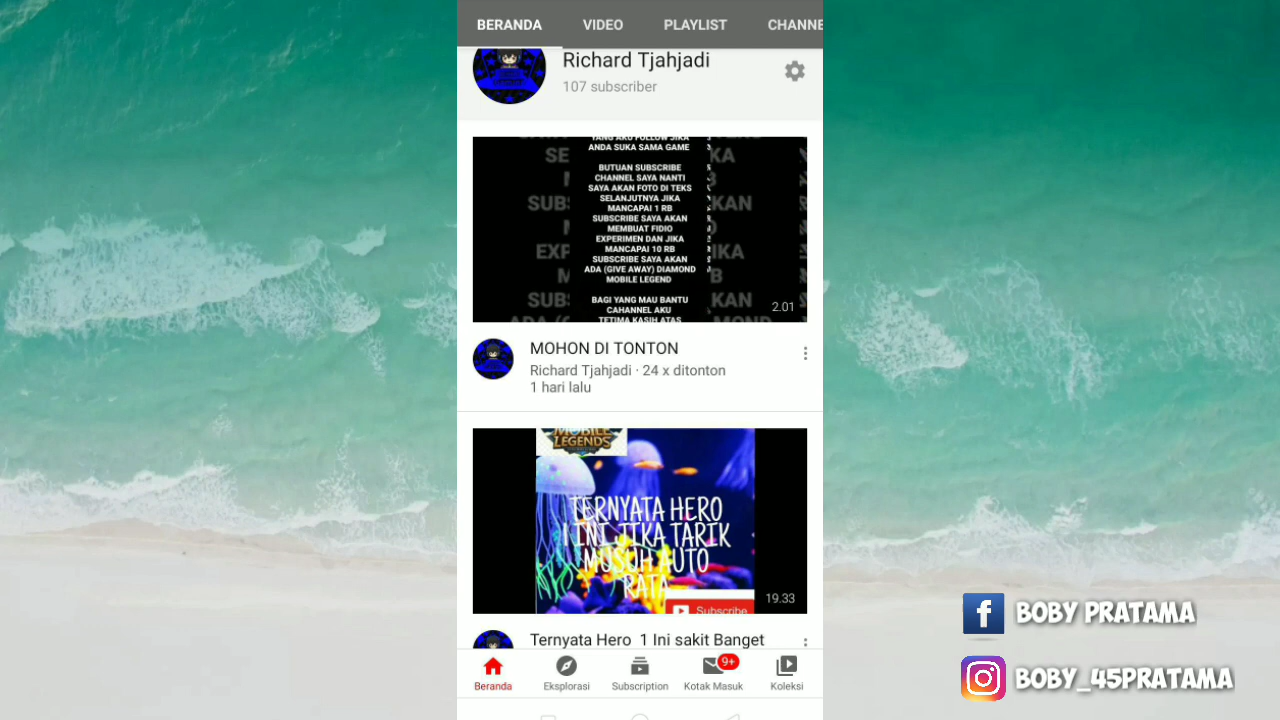 BERANDA VIDEO PLAYLIST CHANNE
Richard Tjahjadi
107 subscriber
YANG AKU FOLLOW JIKA
ANDA SUKA SAMA GAME
BUTUAN SUBSCRIBE
CHANNEL SAYA NANTI
SAYA AKAN FOTO DI TEKS
SELANJUTNYA JIKA
MANCAPAI 1 RB
SUBSCRIBE SAYA AKAN
MEMBUAT FIDIO
EXPERIMEN DAN JIKA
MANCAPAI 10 RB
SUBSCRIBE SAYA AKAN
ADA (GIVE AWAY) DIAMOND
MOBILE LEGEND
BAGI YANG MAU BANTU
CAHANNEL AKU
TETIMA KASIH ATAS
2.01
MOHON DI TONTON
Richard Tjahjadi · 24 x ditonton
1 hari lalu
MOBILE
LEGENDS
TERNYATA HERO
1 INI JIKA TARIK
MUSUH AUTO
RATA
Subscribe
19.33
Ternyata Hero 1 Ini sakit Banget
9+
Beranda Eksplorasi Subscription Kotak Masuk Koleksi
f BOBY PRATAMA
BOBY_45PRATAMA